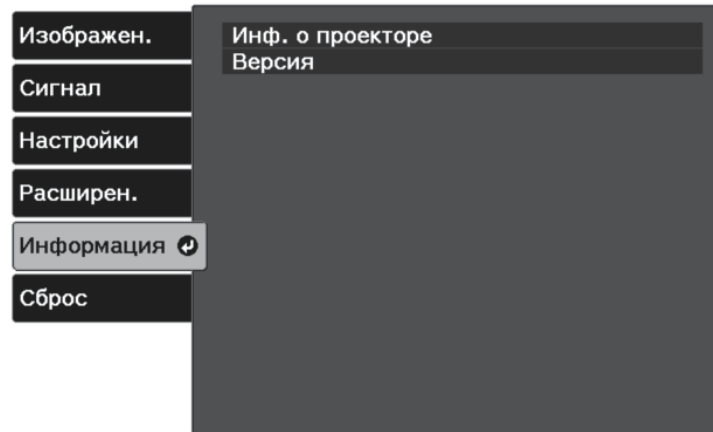 Изображен.
Сигнал
Настройки
Расширен.
Информация
Сброс
Инф. о проекторе
Версия